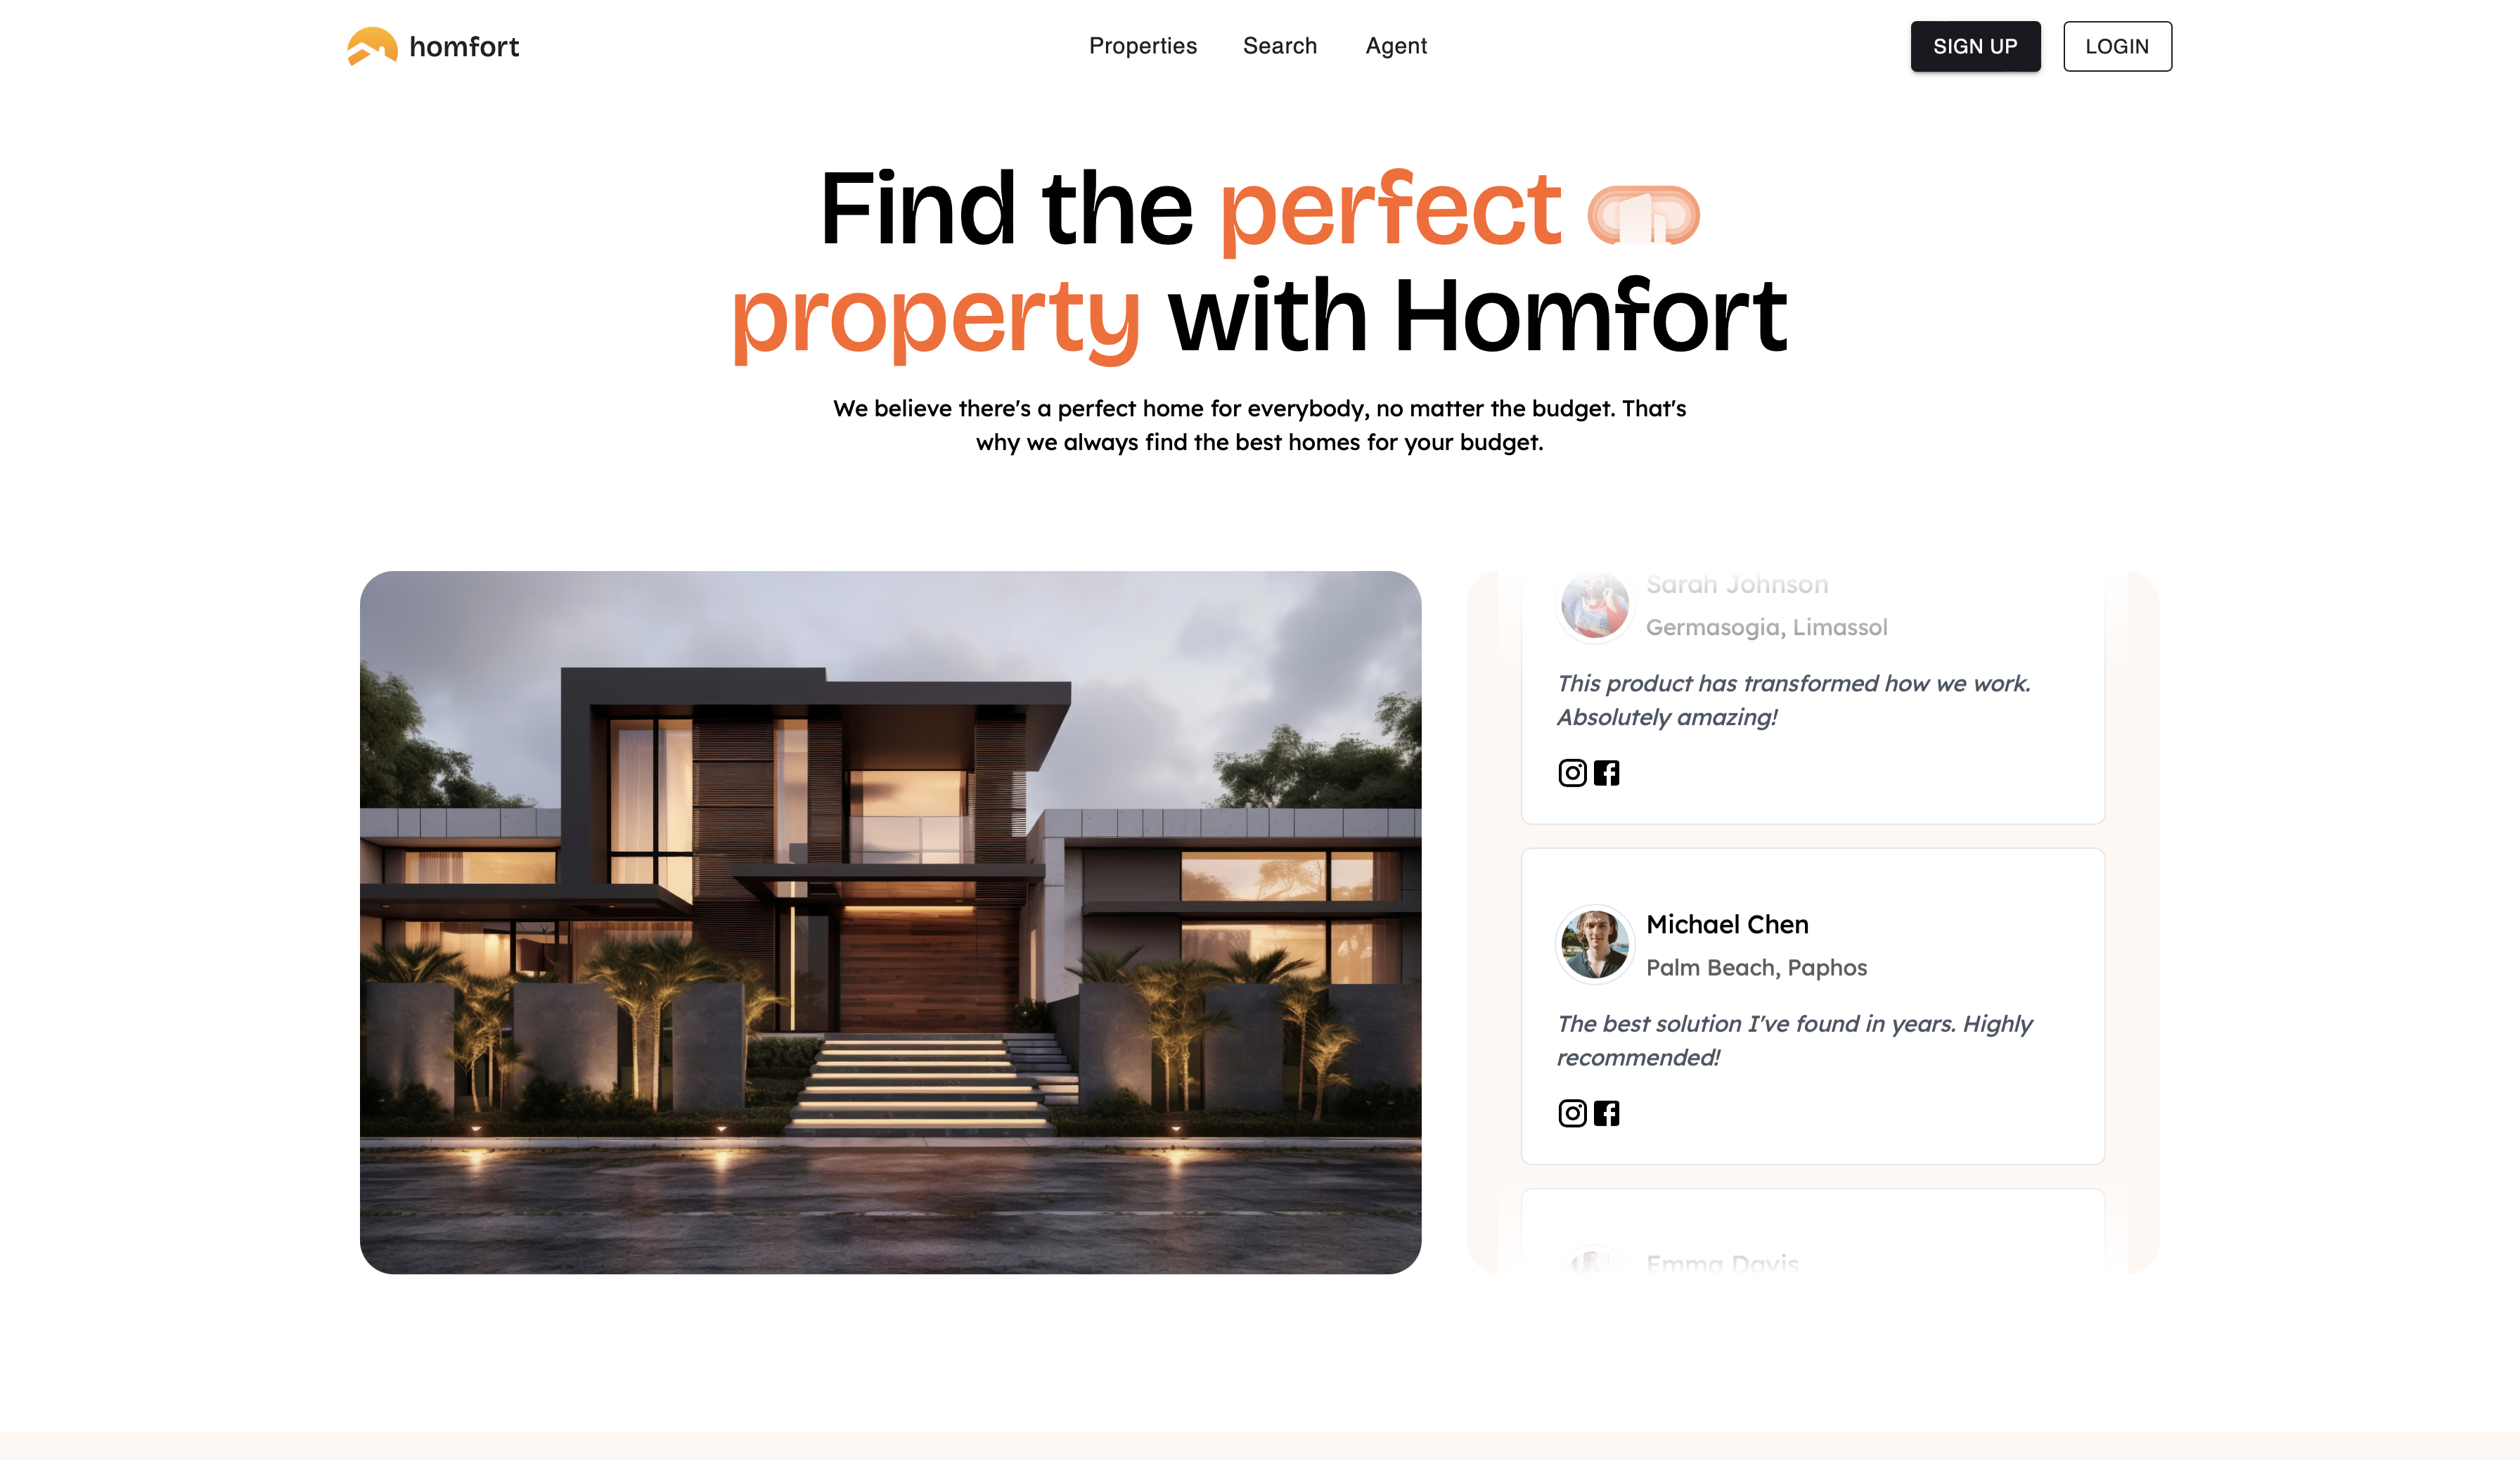 homfort
Properties Search Agent
SIGN UP LOGIN
Find the perfect
property with Homfort
We believe there's a perfect home for everybody, no matter the budget. That's
why we always find the best homes for your budget.
Sarah Johnson
Germasogia, Limassol
This product has transformed how we work.
Absolutely amazing!
Michael Chen
Palm Beach, Paphos
The best solution I've found in years. Highly
recommended!
Emma Davis